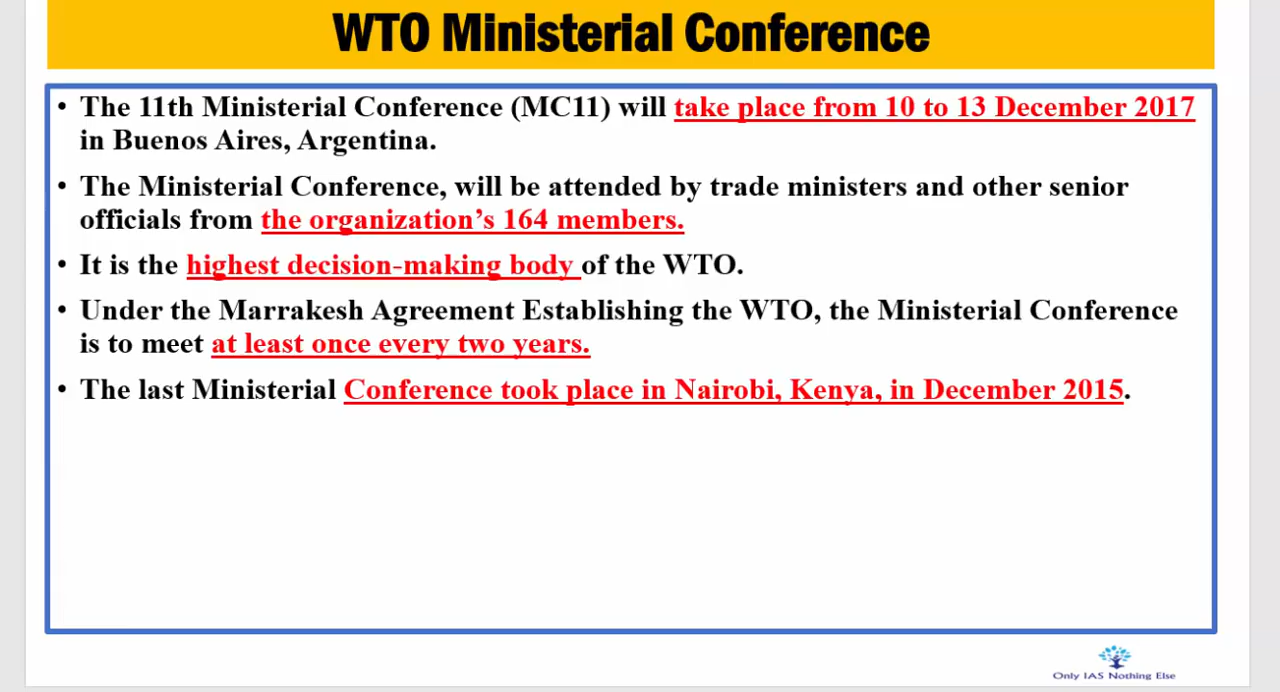 WTO Ministerial Conference
• The 11th Ministerial Conference (MC11) will take place from 10 to 13 December 2017
in Buenos Aires, Argentina.
• The Ministerial Conference, will be attended by trade ministers and other senior
officials from the organization’s 164 members.
• It is the highest decision-making body of the WTO.
• Under the Marrakesh Agreement Establishing the WTO, the Ministerial Conference
is to meet at least once every two years.
• The last Ministerial Conference took place in Nairobi, Kenya, in December 2015.
Only IAS Nothing Else